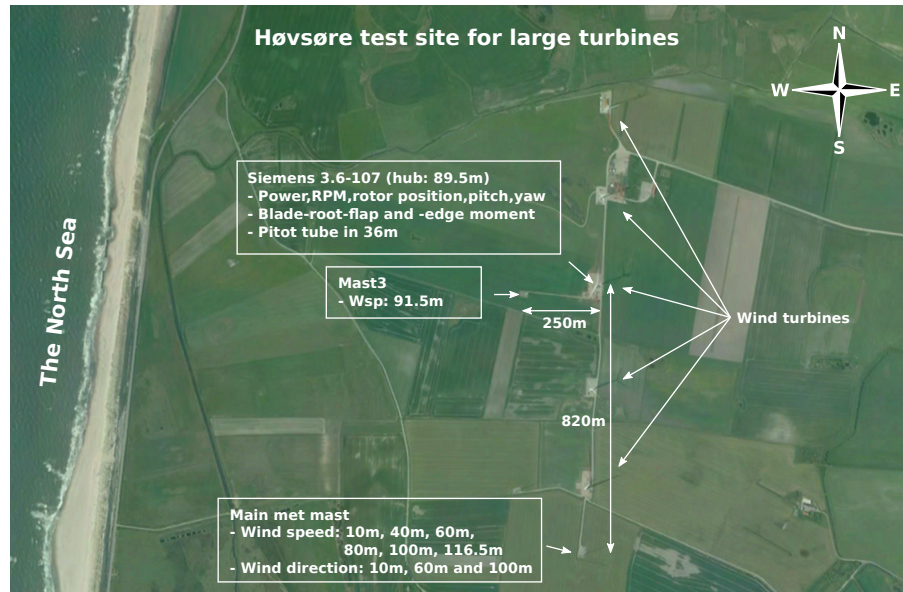 Høvsøre test site for large turbines
N
W
E
S
Siemens 3.6-107 (hub: 89.5m)
- Power,RPM,rotor position,pitch,yaw
- Blade-root-flap and -edge moment
- Pitot tube in 36m
The North Sea
Mast3
- Wsp: 91.5m
250m
Wind turbines
820m
Main met mast
- Wind speed: 10m, 40m, 60m,
80m, 100m, 116.5m
- Wind direction: 10m, 60m and 100m